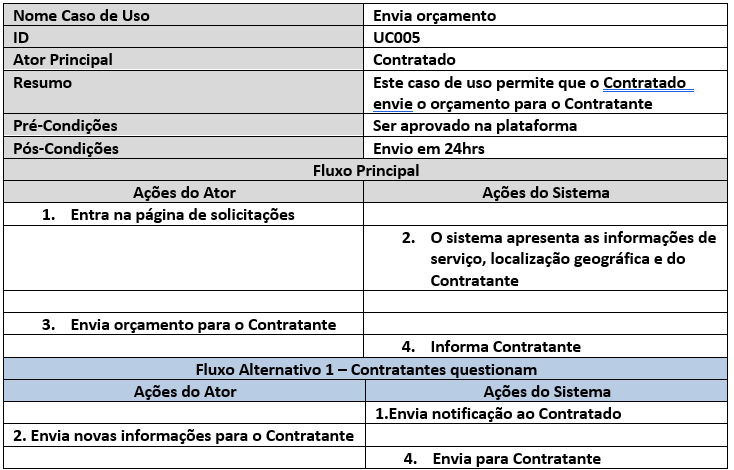 Nome Caso de Uso Envia orçamento
ID UC005
Ator Principal Contratado
Resumo Este caso de uso permite que o Contratado
envie o orçamento para o Contratante
Pré-Condições Ser aprovado na plataforma
Pós-Condições Envio em 24hrs
Fluxo Principal
Ações do Ator Ações do Sistema
1. Entra na página de solicitações
2. O sistema apresenta as informações de
serviço, localização geográfica e do
Contratante
3. Envia orçamento para o Contratante
4. Informa Contratante
Fluxo Alternativo 1 – Contratantes questionam
Ações do Ator Ações do Sistema
1.Envia notificação ao Contratado
2. Envia novas informações para o Contratante
4. Envia para Contratante